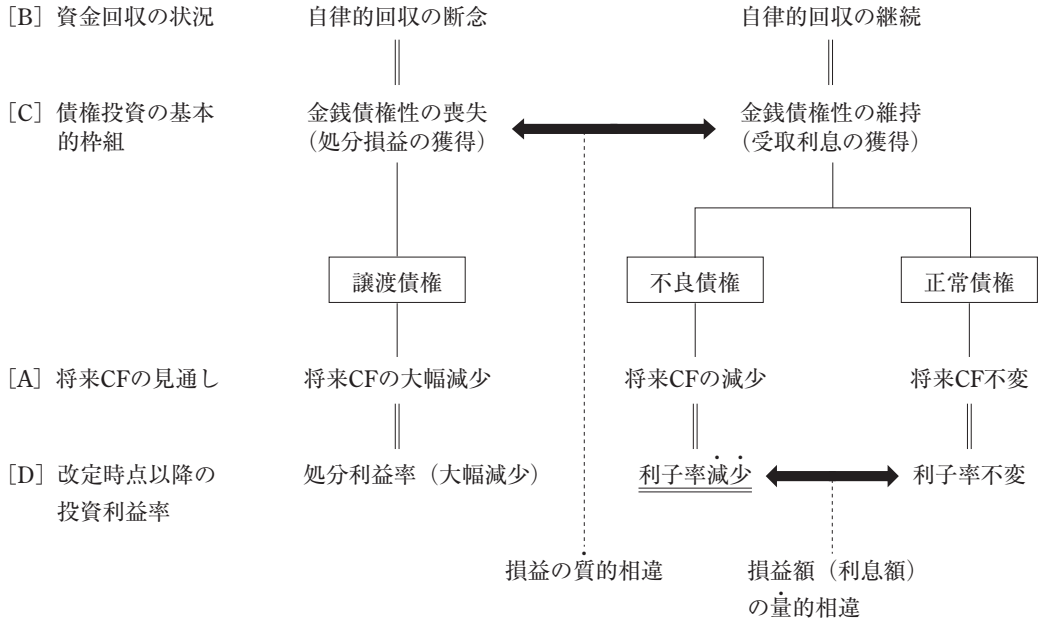 ［B］資金回収の状況 自律的回収の断念 自律的回収の継続
［C］債権投資の基本 金銭債権性の喪失 金銭債権性の維持
的枠組 （処分損益の獲得） （受取利息の獲得）
譲渡債権 不良債権 正常債権
［A］将来CFの見通し 将来CFの大幅減少 将来CFの減少 将来CF不変
［D］改定時点以降の 処分利益率（大幅減少） 利子率減少 利子率不変
投資利益率
損益の質的相違 損益額（利息額）
の量的相違